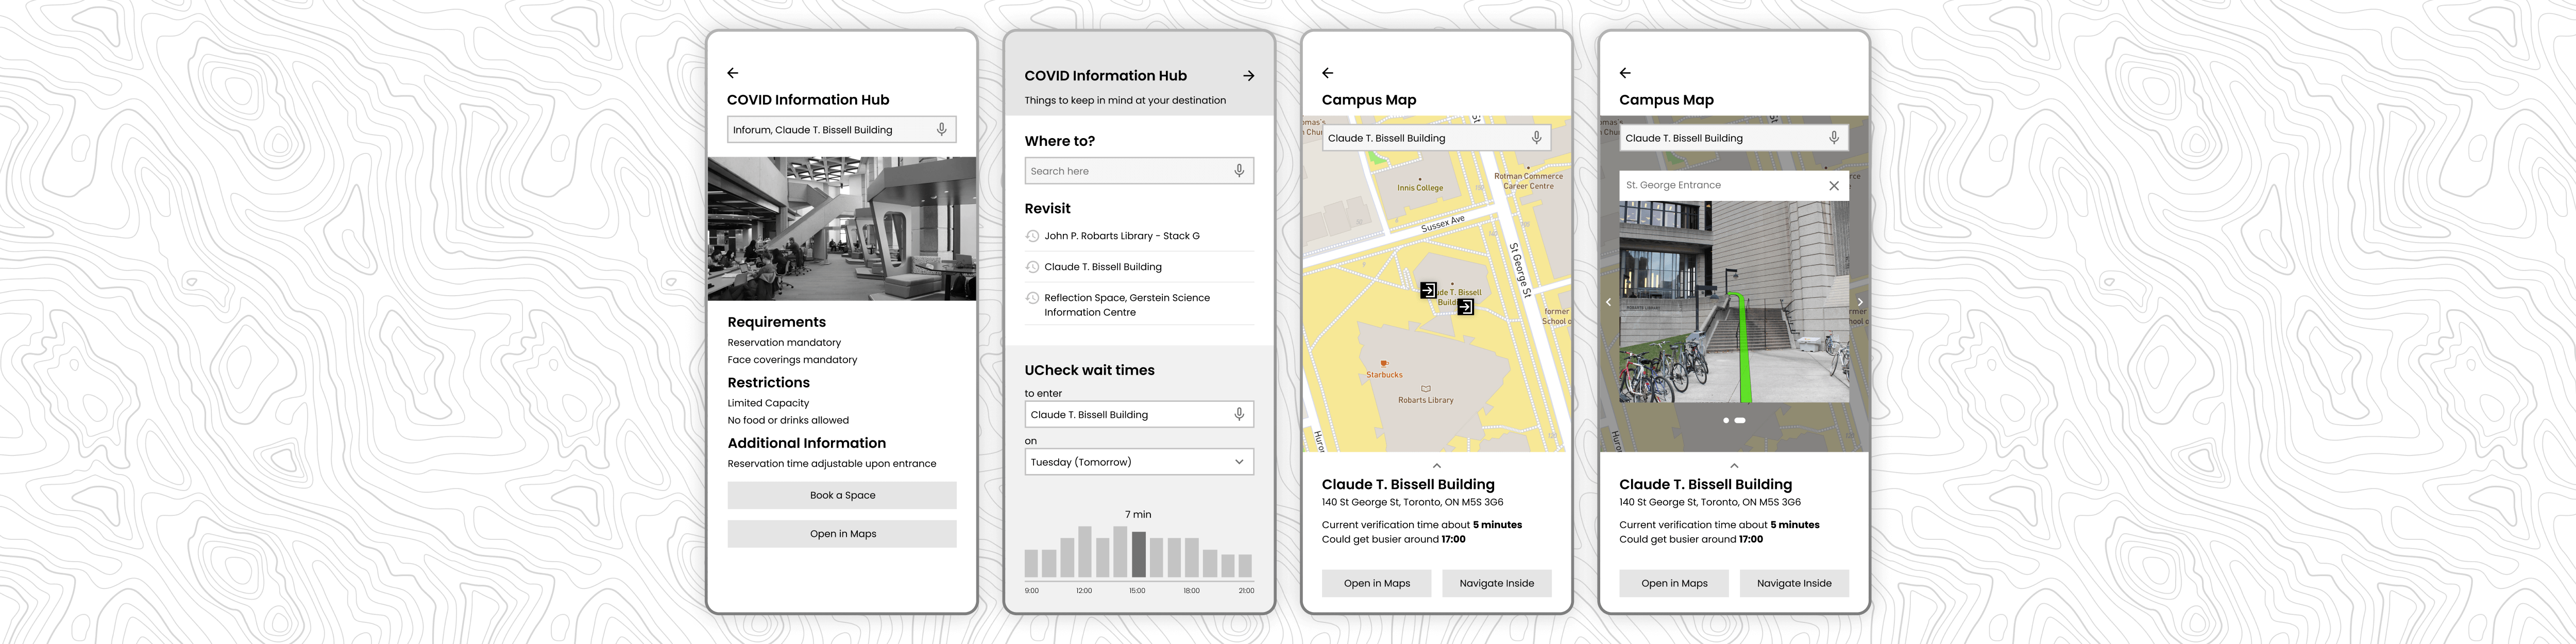 COVID Information Hub
Inforum, Claude T. Bissell Building
Requirements
Reservation mandatory
Face coverings mandatory
Restrictions
Limited Capacity
No food or drinks allowed
Additional Information
Reservation time adjustable upon entrance
Book a Space
Open in Maps
COVID Information Hub
Things to keep in mind at your destination
Where to?
Search here
Revisit
John P. Robarts Library - Stack G
Claude T. Bissell Building
Reflection Space, Gerstein Science
Information Centre
UCheck wait times
to enter
Claude T. Bissell Building
on
Tuesday (Tomorrow)
7 min
9:00 12:00 15:00 18:00 21:00
Campus Map
Claude T. Bissell Building
Innis College
Rotman Commerce
Career Centre
Sussex Ave
St George St
T. Bissell
former
Starbucks
Robarts Library
Claude T. Bissell Building
140 St George St, Toronto, ON M5S 3G6
Current verification time about 5 minutes
Could get busier around 17:00
Open in Maps
Navigate Inside
Campus Map
Claude T. Bissell Building
St. George Entrance
Claude T. Bissell Building
140 St George St, Toronto, ON M5S 3G6
Current verification time about 5 minutes
Could get busier around 17:00
Open in Maps
Navigate Inside